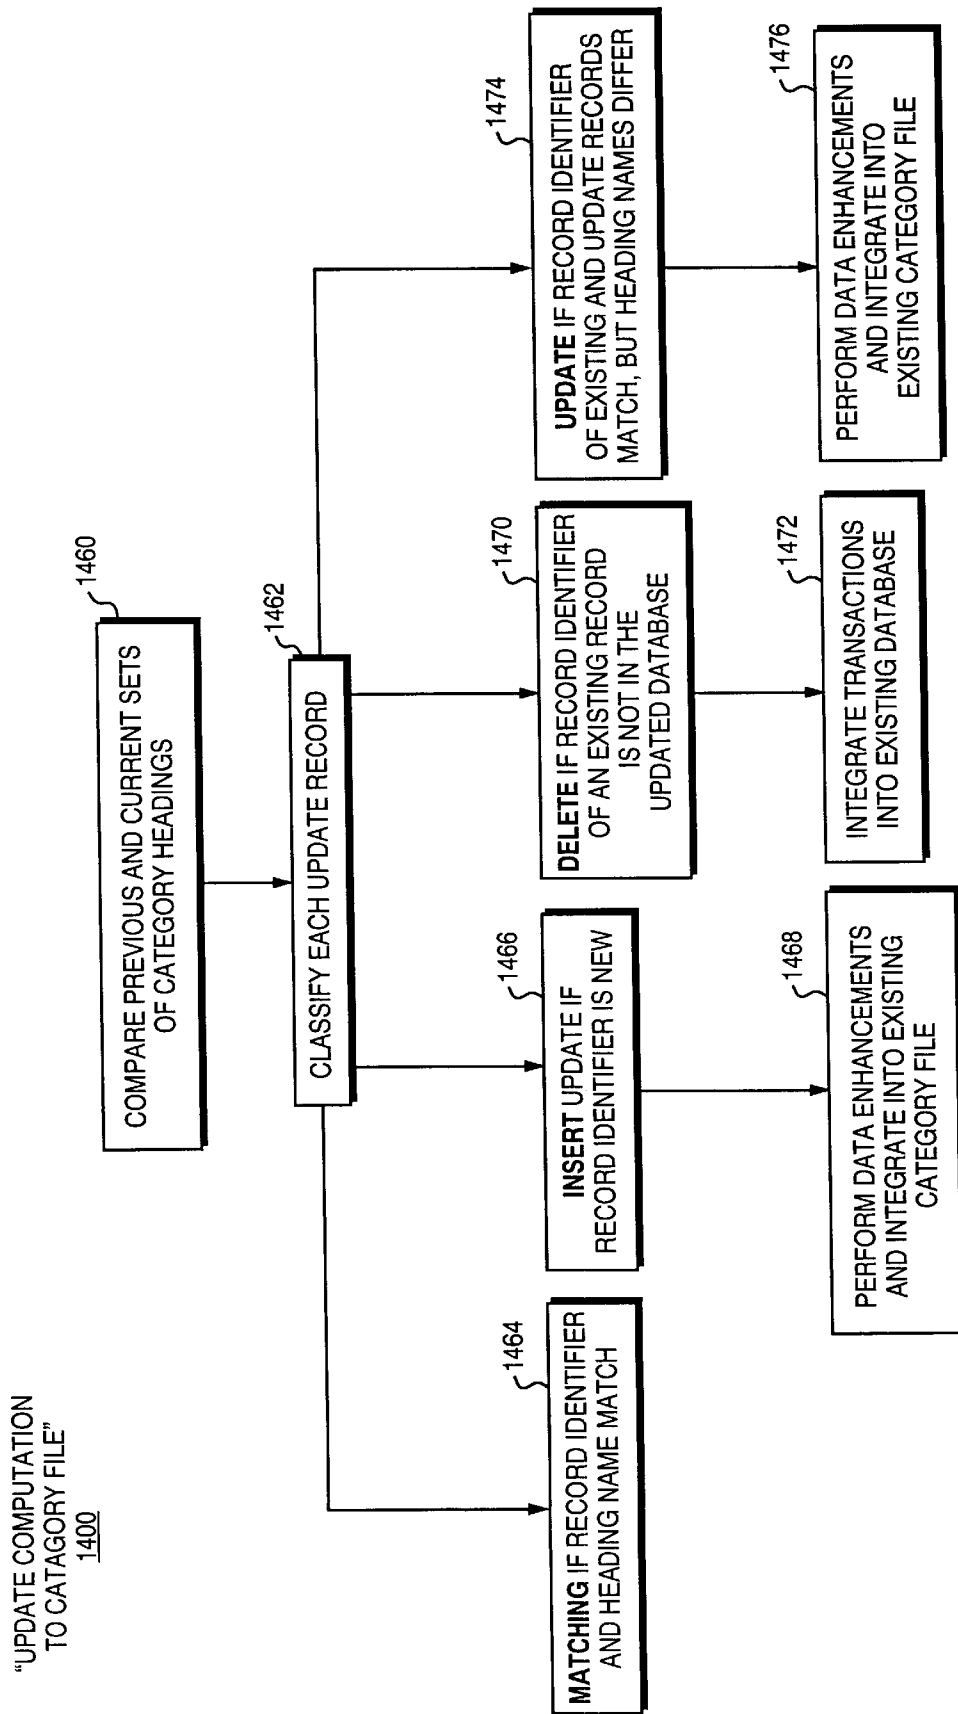 "UPDATE COMPUTATION
TO CATAGORY FILE"
1400
1460
COMPARE PREVIOUS AND CURRENT SETS
OF CATEGORY HEADINGS
1462
CLASSIFY EACH UPDATE RECORD
1464
MATCHING IF RECORD IDENTIFIER
AND HEADING NAME MATCH
1466
INSERT UPDATE IF
RECORD IDENTIFIER IS NEW
1470
DELETE IF RECORD IDENTIFIER
OF AN EXISTING RECORD
IS NOT IN THE
UPDATED DATABASE
1474
UPDATE IF RECORD IDENTIFIER
OF EXISTING AND UPDATE RECORDS
MATCH, BUT HEADING NAMES DIFFER
1468
PERFORM DATA ENHANCEMENTS
AND INTEGRATE INTO EXISTING
CATEGORY FILE
1472
INTEGRATE TRANSACTIONS
INTO EXISTING DATABASE
1476
PERFORM DATA ENHANCEMENTS
AND INTEGRATE INTO
EXISTING CATEGORY FILE